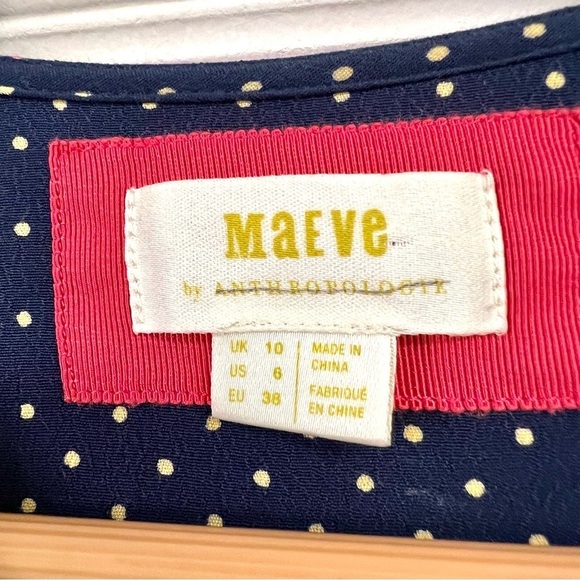 MaEVe
by ANTHROPOLOGIE
UK 10
US 6
EU 38
MADE IN
CHINA
FABRIQUÉ
EN CHINE